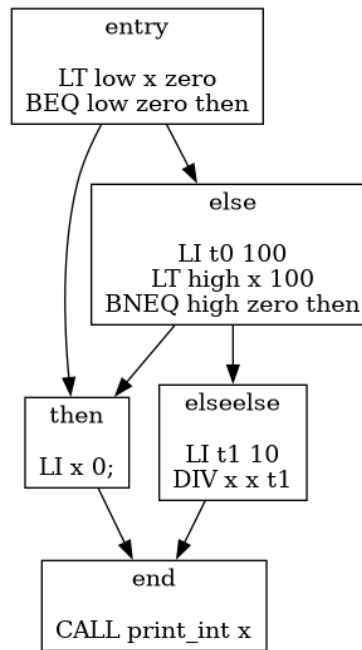 entry
LT low x zero
BEQ low zero then
else
LI t0 100
LT high x 100
BNEQ high zero then
then
LI x 0;
elseelse
LI t1 10
DIV x x t1
end
CALL print_int x